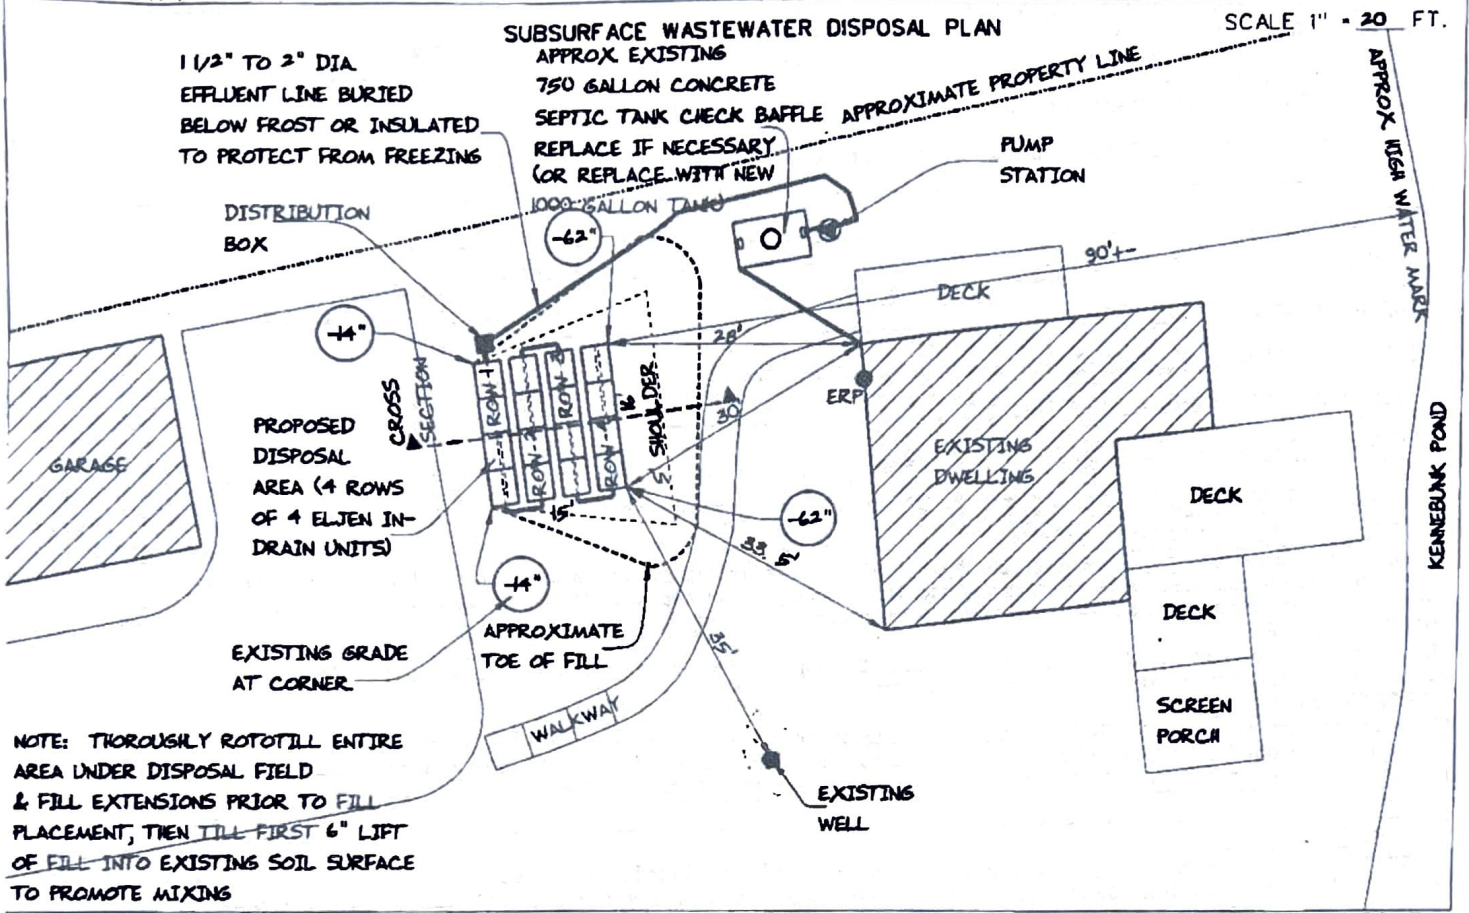 SUBSURFACE WASTEWATER DISPOSAL PLAN
SCALE 1" = 20 FT.
1 1/2" TO 2" DIA.
EFFLUENT LINE BURIED
BELOW FROST OR INSULATED
TO PROTECT FROM FREEZING
APPROX EXISTING
750 GALLON CONCRETE
SEPTIC TANK CHECK BAFFLE
REPLACE IF NECESSARY
(OR REPLACE WITH NEW
1000 GALLON TANK)
APPROXIMATE PROPERTY LINE
PUMP
STATION
APPROX HIGH WATER MARK
DISTRIBUTION
BOX
-62"
90'+-
DECK
-14"
28'
CROSS
SECTION
ROW 1
ROW 2
ROW 3
ROW 4
16
3' SHOULDER
30'
ERP
GARAGE
PROPOSED
DISPOSAL
AREA (4 ROWS
OF 4 ELJEN IN-
DRAIN UNITS)
EXISTING
DWELLING
DECK
KENNEBUNK POND
15'
-62"
33.5'
-14"
DECK
EXISTING GRADE
AT CORNER
APPROXIMATE
TOE OF FILL
35'
WALKWAY
SCREEN
PORCH
EXISTING
WELL
NOTE: THOROUGHLY ROTOTILL ENTIRE
AREA UNDER DISPOSAL FIELD
& FILL EXTENSIONS PRIOR TO FILL
PLACEMENT, THEN TILL FIRST 6" LIFT
OF FILL INTO EXISTING SOIL SURFACE
TO PROMOTE MIXING